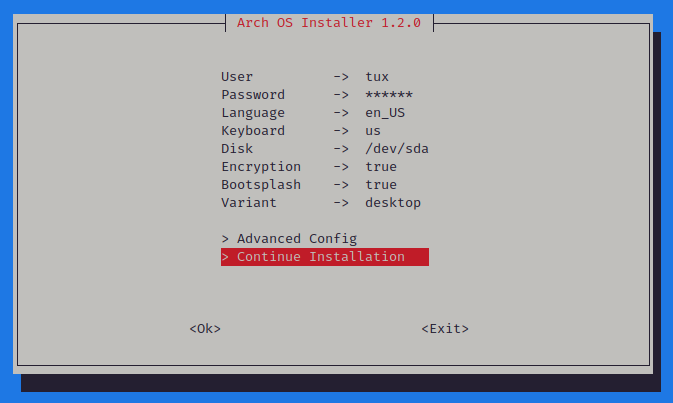 Arch OS Installer 1.2.0
User -> tux
Password -> ******
Language -> en_US
Keyboard -> us
Disk -> /dev/sda
Encryption -> true
Bootsplash -> true
Variant -> desktop
> Advanced Config
> Continue Installation
<Ok> <Exit>